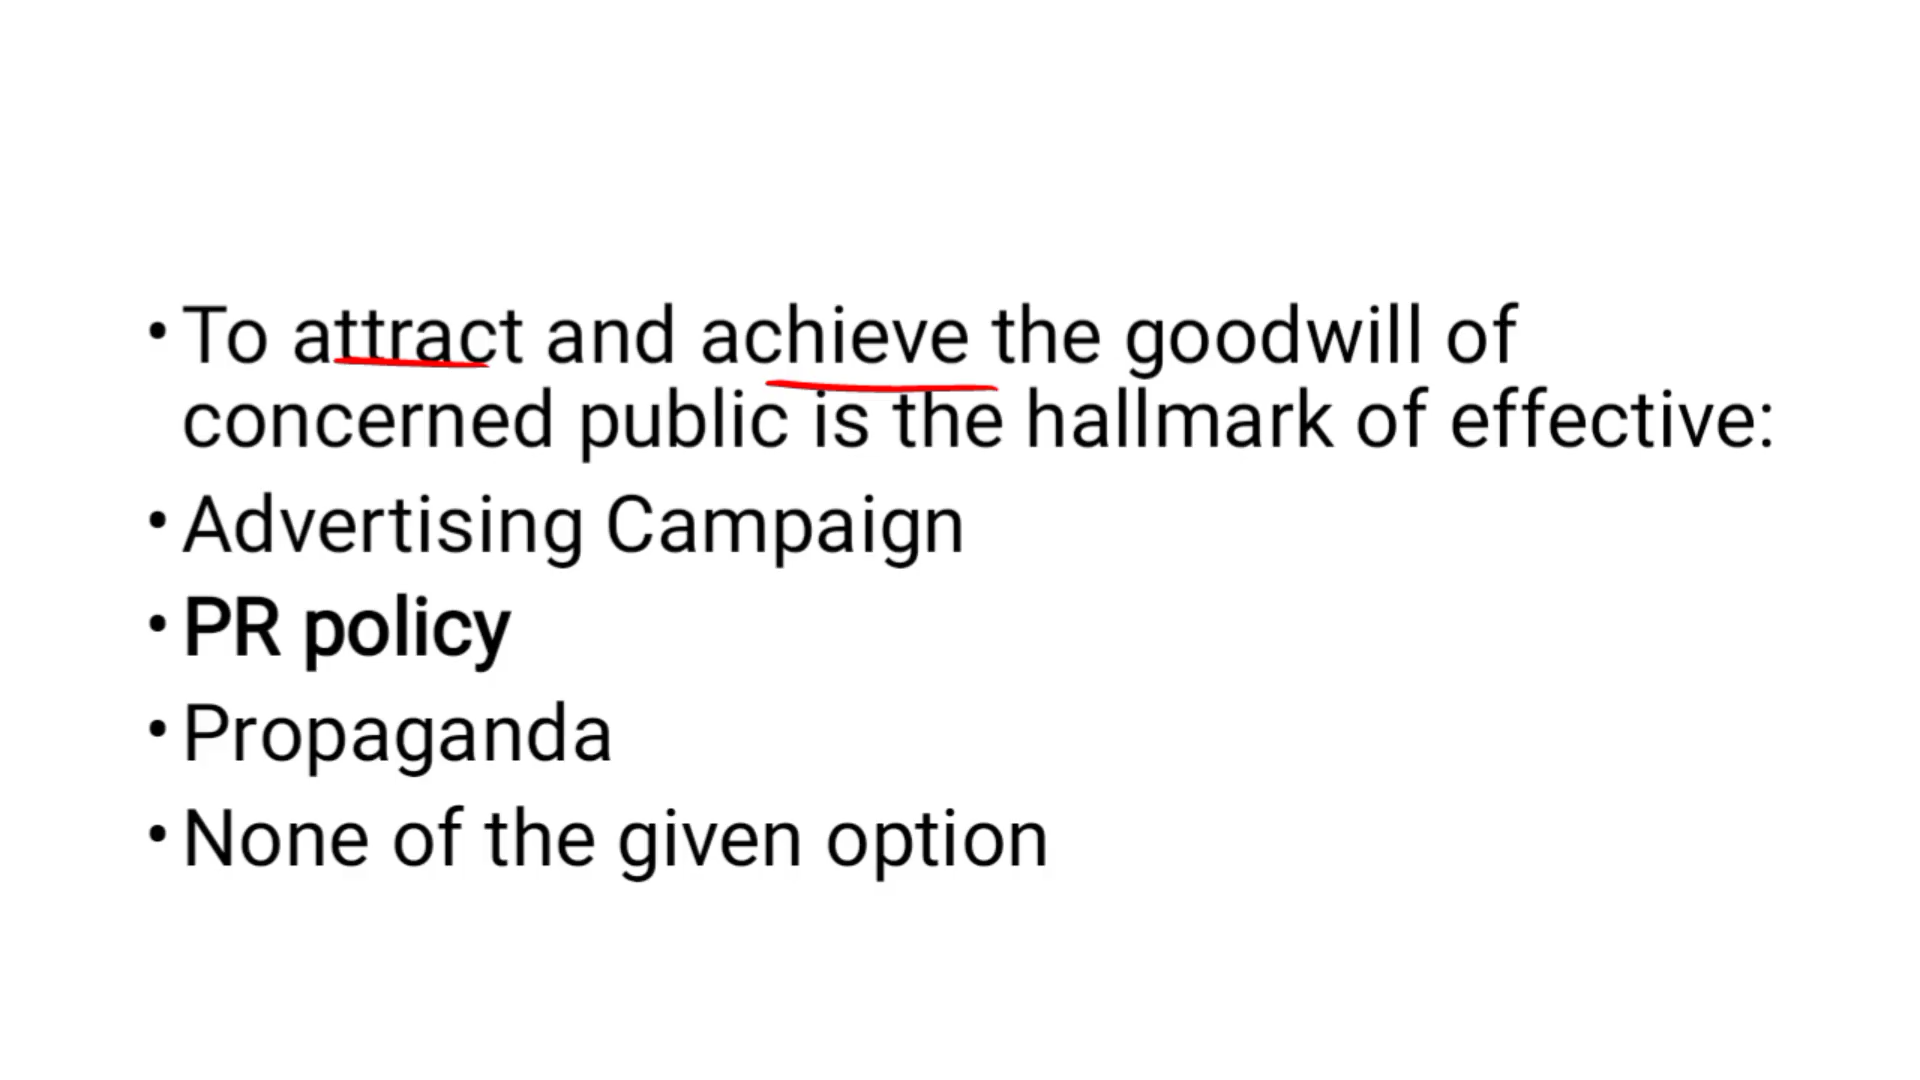 • To attract and achieve the goodwill of
concerned public is the hallmark of effective:
• Advertising Campaign
• PR policy
• Propaganda
• None of the given option